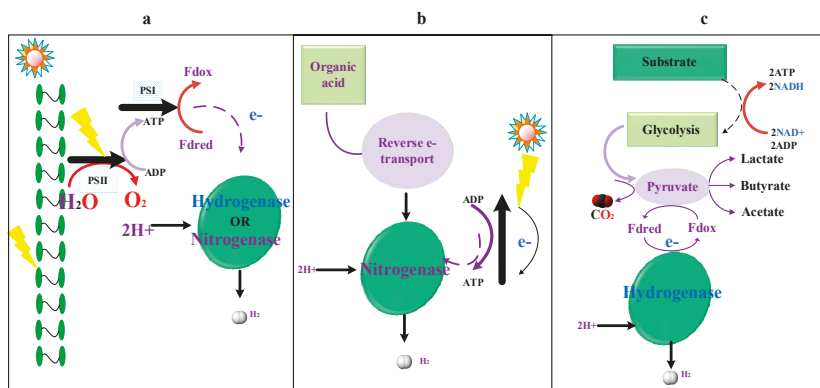 a
PSI
Fdox
ATP
e-
Fdred
PSII
ADP
H₂O
O₂
Hydrogenase
OR
Nitrogenase
2H+
H₂
b
Organic
acid
Reverse e-
transport
ADP
e-
Nitrogenase
ATP
2H+
H₂
c
Substrate
2ATP
2NADH
Glycolysis
2NAD+
2ADP
Lactate
Pyruvate
Butyrate
CO₂
Acetate
Fdred
Fdox
e-
Hydrogenase
2H+
H₂